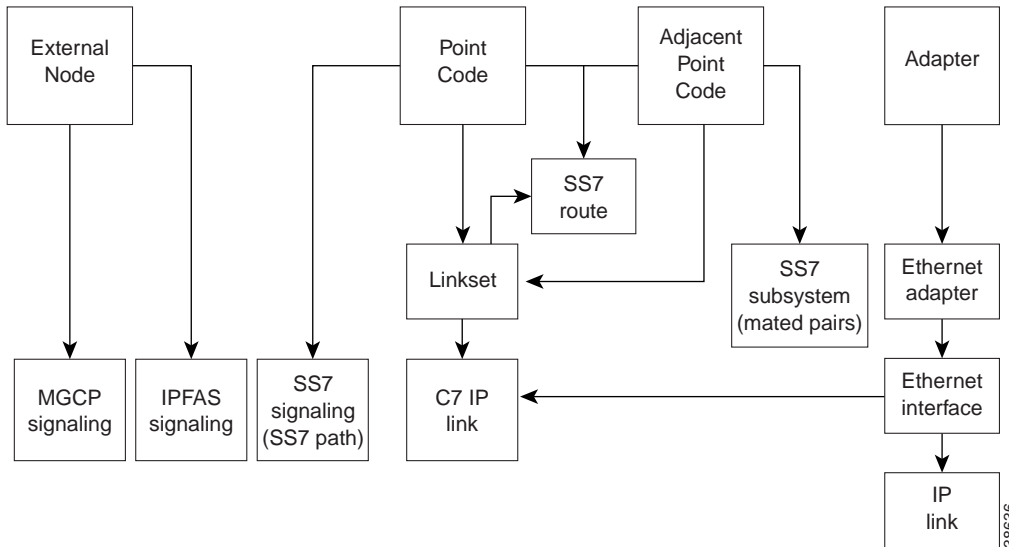 External
Node
Point
Code
Adjacent
Point
Code
Adapter
SS7
route
Linkset
SS7
subsystem
(mated pairs)
Ethernet
adapter
MGCP
signaling
IPFAS
signaling
SS7
signaling
(SS7 path)
C7 IP
link
Ethernet
interface
IP
link